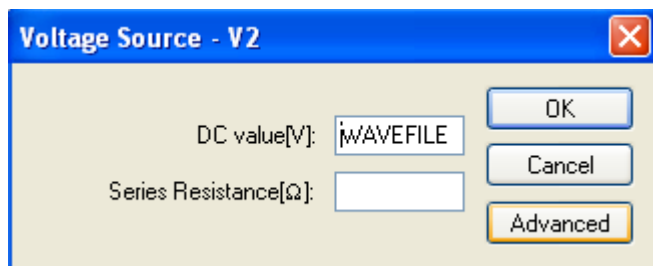 Voltage Source - V2
DC value[V]: WAVEFILE
OK
Cancel
Series Resistance[Ω]:
Advanced